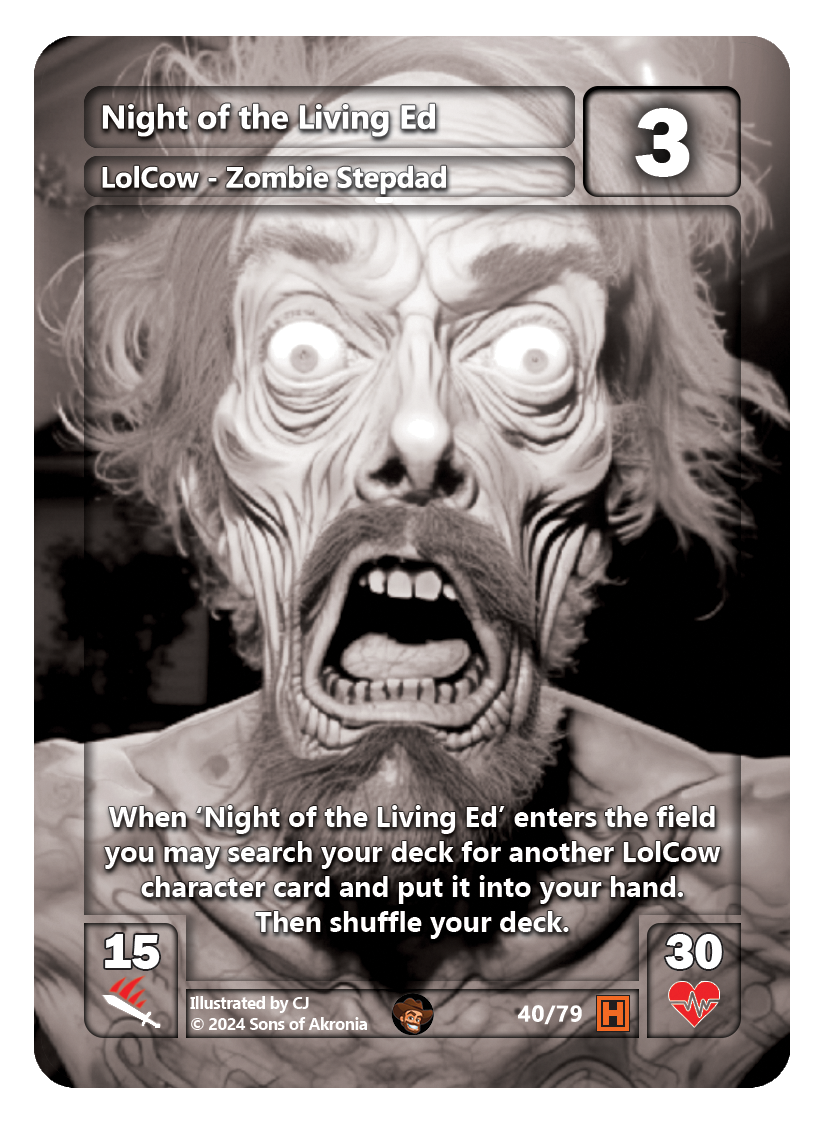 Night of the Living Ed
3
LolCow - Zombie Stepdad
When ‘Night of the Living Ed’ enters the field
you may search your deck for another LolCow
character card and put it into your hand.
Then shuffle your deck.
15
30
Illustrated by CJ
© 2024 Sons of Akronia
40/79
H